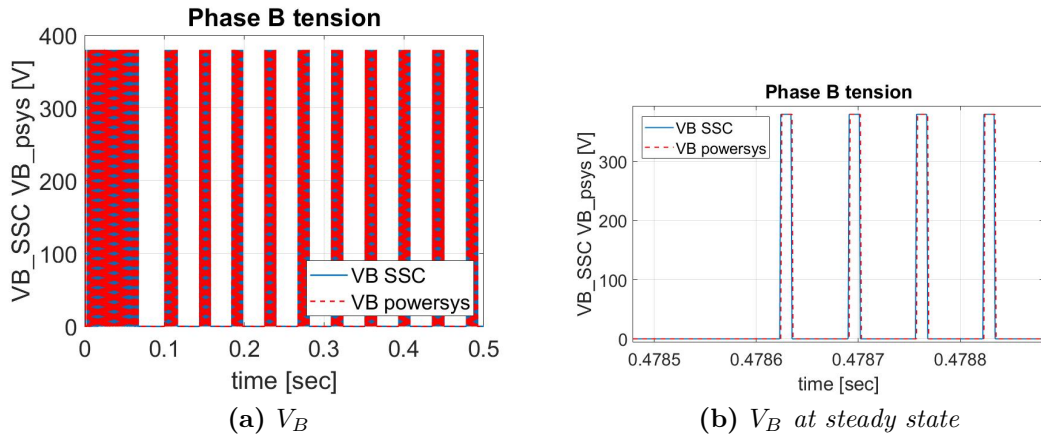 Phase B tension
400
300
200
100
0
VB_SSC VB_psys [V]
VB SSC
VB powersys
0 0.1 0.2 0.3 0.4 0.5
time [sec]
(a) V_B
Phase B tension
300
200
100
0
VB_SSC VB_psys [V]
VB SSC
VB powersys
0.4785 0.4786 0.4787 0.4788
time [sec]
(b) V_B at steady state